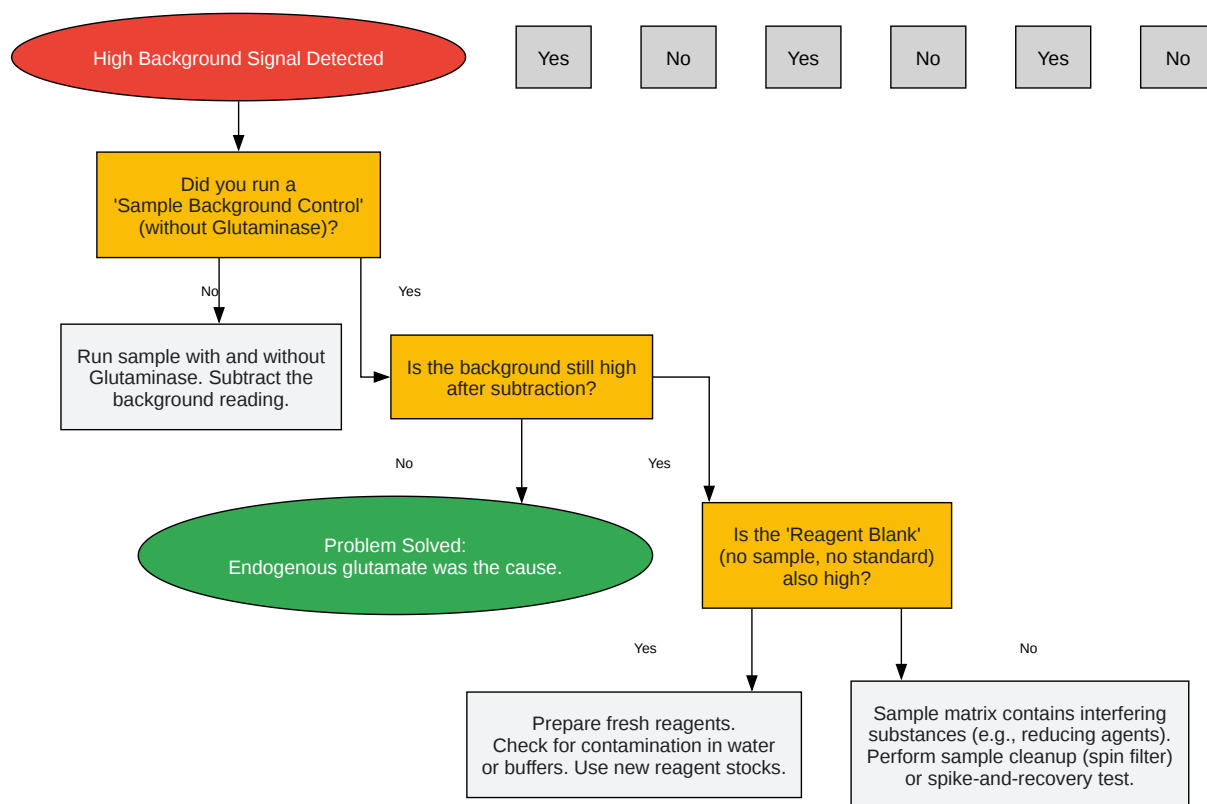 High Background Signal Detected
Yes
No
Yes
No
Yes
No
Did you run a
'Sample Background Control'
(without Glutaminase)?
No
Yes
Run sample with and without
Glutaminase. Subtract the
background reading.
Is the background still high
after subtraction?
No
Yes
Problem Solved:
Endogenous glutamate was the cause.
Is the 'Reagent Blank'
(no sample, no standard)
also high?
Yes
No
Prepare fresh reagents.
Check for contamination in water
or buffers. Use new reagent stocks.
Sample matrix contains interfering
substances (e.g., reducing agents).
Perform sample cleanup (spin filter)
or spike-and-recovery test.